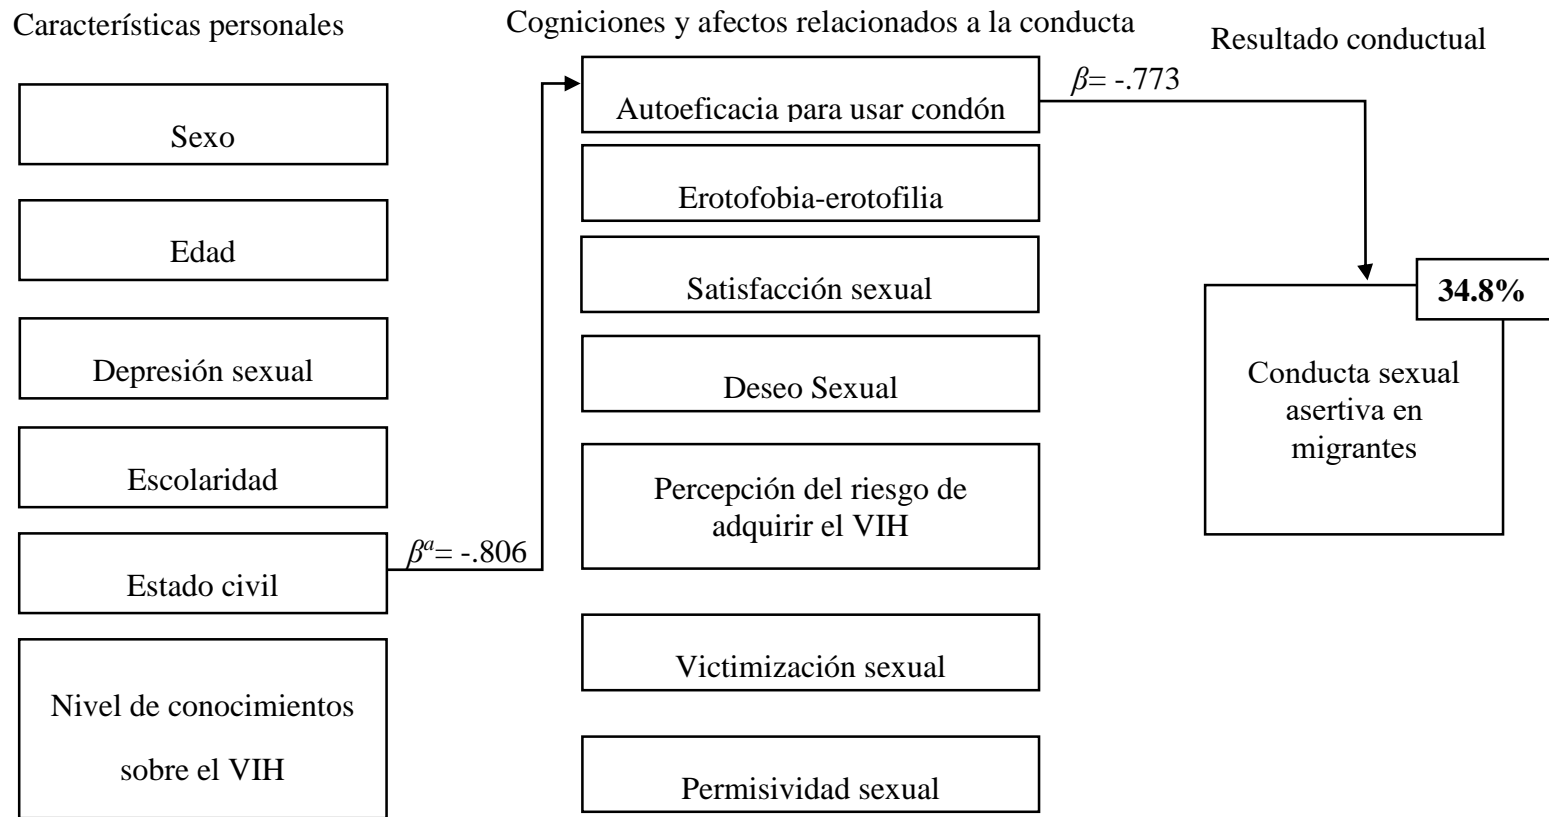 Características personales
Sexo
Edad
Depresión sexual
Escolaridad
Estado civil
Nivel de conocimientos
sobre el VIH
βª= -.806
Cogniciones y afectos relacionados a la conducta
Autoeficacia para usar condón
Erotofobia-erotofilia
Satisfacción sexual
Deseo Sexual
Percepción del riesgo de
adquirir el VIH
Victimización sexual
Permisividad sexual
β= -.773
Resultado conductual
34.8%
Conducta sexual
asertiva en
migrantes